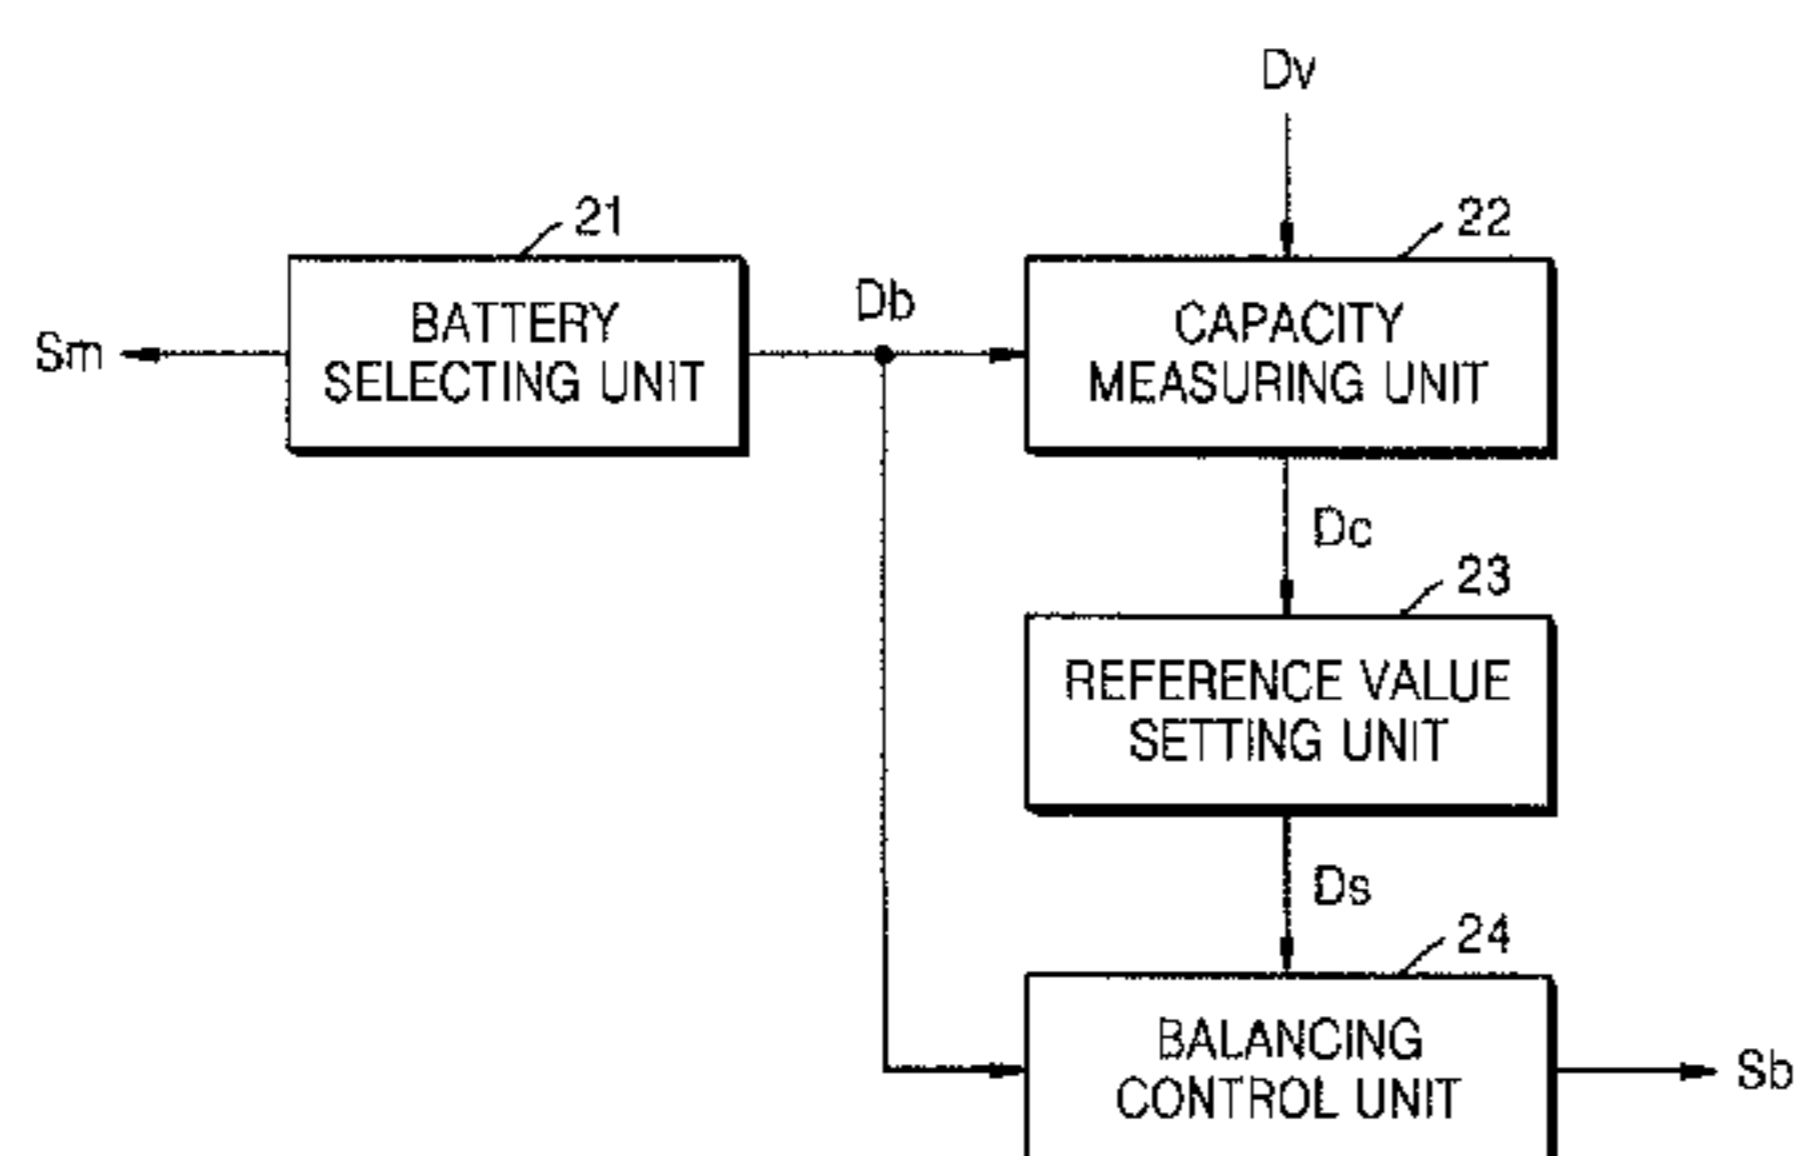 Dv
21
22
BATTERY
SELECTING UNIT
Sm
Db
CAPACITY
MEASURING UNIT
Dc
23
REFERENCE VALUE
SETTING UNIT
Ds
24
BALANCING
CONTROL UNIT
Sb